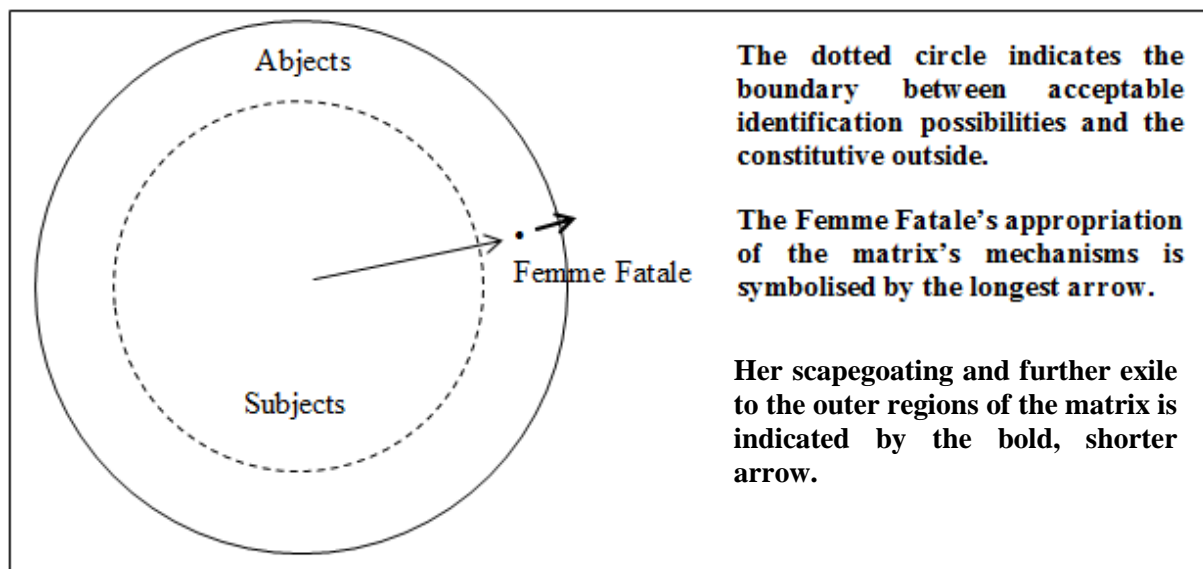 Abjects
Femme Fatale
Subjects
The dotted circle indicates the
boundary between acceptable
identification possibilities and the
constitutive outside.
The Femme Fatale’s appropriation
of the matrix’s mechanisms is
symbolised by the longest arrow.
Her scapegoating and further exile
to the outer regions of the matrix is
indicated by the bold, shorter
arrow.